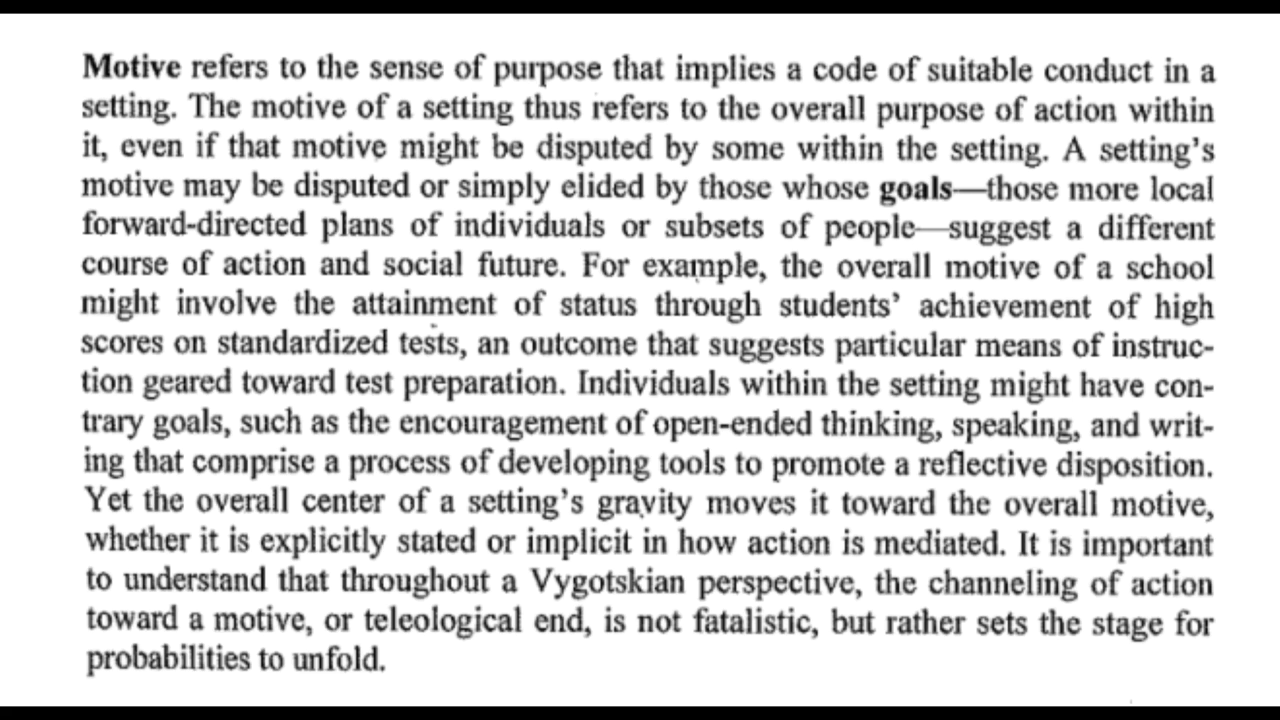 Motive refers to the sense of purpose that implies a code of suitable conduct in a
setting. The motive of a setting thus refers to the overall purpose of action within
it, even if that motive might be disputed by some within the setting. A setting's
motive may be disputed or simply elided by those whose goals—those more local
forward-directed plans of individuals or subsets of people—suggest a different
course of action and social future. For example, the overall motive of a school
might involve the attainment of status through students' achievement of high
scores on standardized tests, an outcome that suggests particular means of instruc-
tion geared toward test preparation. Individuals within the setting might have con-
trary goals, such as the encouragement of open-ended thinking, speaking, and writ-
ing that comprise a process of developing tools to promote a reflective disposition.
Yet the overall center of a setting's gravity moves it toward the overall motive,
whether it is explicitly stated or implicit in how action is mediated. It is important
to understand that throughout a Vygotskian perspective, the channeling of action
toward a motive, or teleological end, is not fatalistic, but rather sets the stage for
probabilities to unfold.